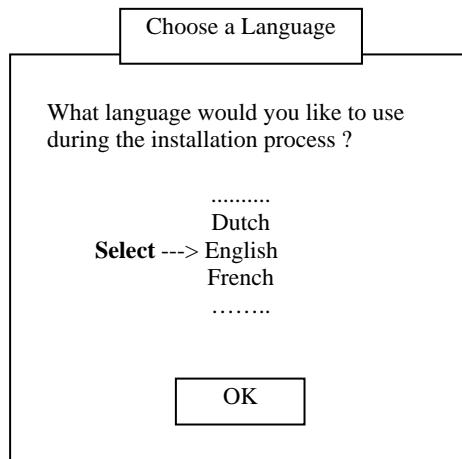 Choose a Language
What language would you like to use
during the installation process ?
..........
Dutch
Select ---> English
French
……..
OK